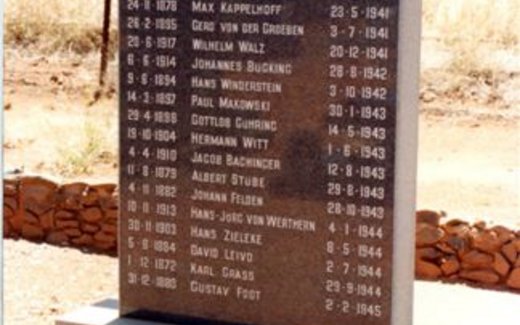 24-11-1878 MAX KAPPELHOFF 23-5-1941
26-2-1895 GERD VON DER GROEBEN 3-7-1941
20-6-1917 WILHELM WALZ 20-12-1941
6-6-1914 JOHANNES BÜCKING 28-8-1942
9-6-1894 HANS WINDERSTEIN 3-10-1942
14-3-1897 PAUL MAKOWSKI 30-1-1943
29-4-1898 GOTTLOB GÜHRING 14-5-1943
19-10-1904 HERMANN WITT 1-6-1943
4-4-1910 JACOB BACHINGER 12-8-1943
11-8-1879 ALBERT STÜBE 29-8-1943
4-11-1882 JOHANN FELDEN 28-10-1943
10-11-1913 HANS-JÖRG VON WERTHERN 4-1-1944
30-11-1903 HANS ZIELEKE 8-5-1944
5-6-1884 DAVID LEIVO 2-7-1944
1-12-1872 KARL GRASS 29-9-1944
31-12-1880 GUSTAV FOOT 2-2-1945